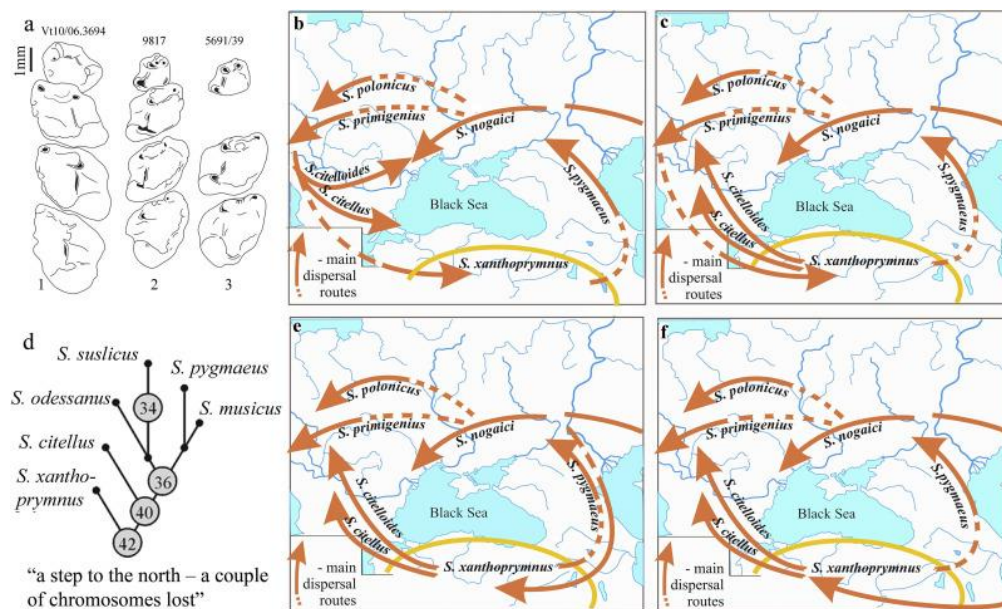 a
Vt10/06.3694
9817
5691/39
1mm
1
2
3
b
S. polonicus
S. primigenius
S. nogaici
S.citelloides
S. citellus
S.pygmaeus
Black Sea
S. xanthoprymnus
- main
dispersal
routes
c
S. polonicus
S. primigenius
S. nogaici
S. citelloides
S. citellus
S.pygmaeus
Black Sea
S. xanthoprymnus
- main
dispersal
routes
d
S. suslicus
S. pygmaeus
S. odessanus
S. musicus
S. citellus
S. xantho-
prymnus
34
36
40
42
“a step to the north – a couple
of chromosomes lost”
e
S. polonicus
S. primigenius
S. nogaici
S. citelloides
S. citellus
S.pygmaeus
Black Sea
S. xanthoprymnus
- main
dispersal
routes
f
S. polonicus
S. primigenius
S. nogaici
S. citelloides
S. citellus
S.pygmaeus
Black Sea
S. xanthoprymnus
- main
dispersal
routes